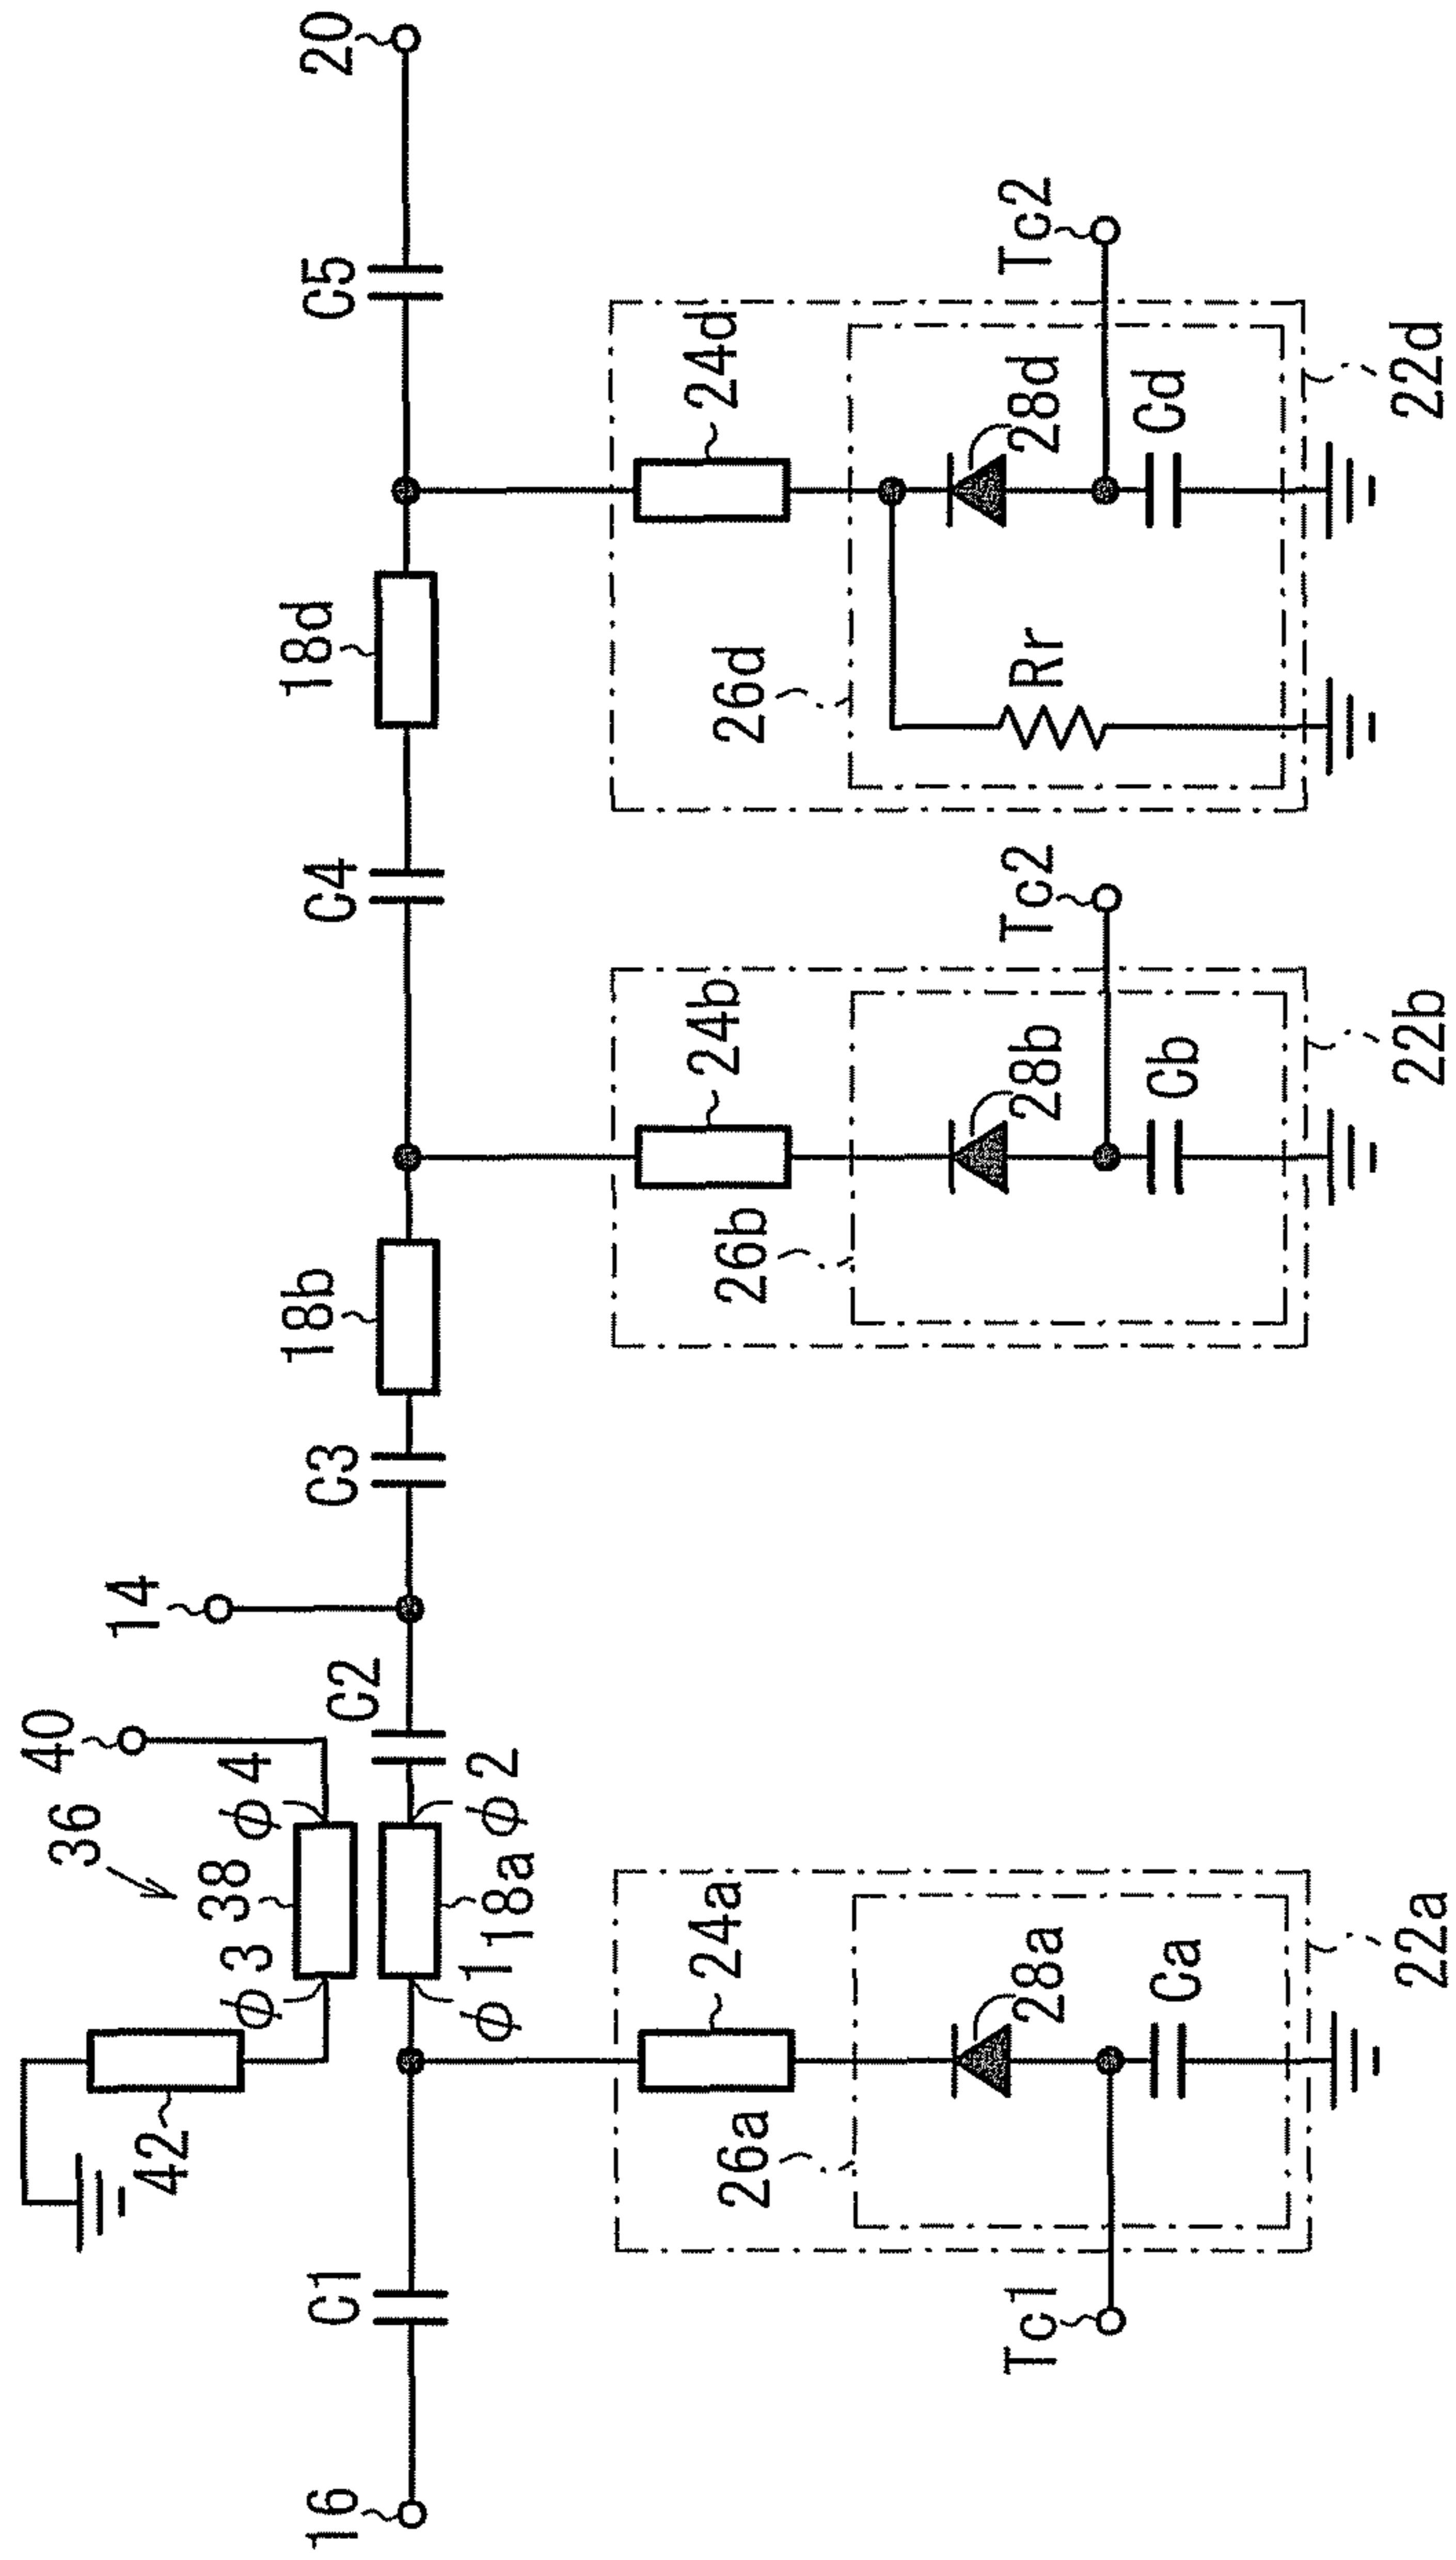 42
36
40
14
φ3
38
φ4
C2
C3
18b
C4
18d
C5
20
16
C1
φ1
18a
φ2
24a
26a
28a
Tc1
Ca
22a
24b
26b
28b
Tc2
Cb
22b
24d
26d
28d
Rr
Tc2
Cd
22d